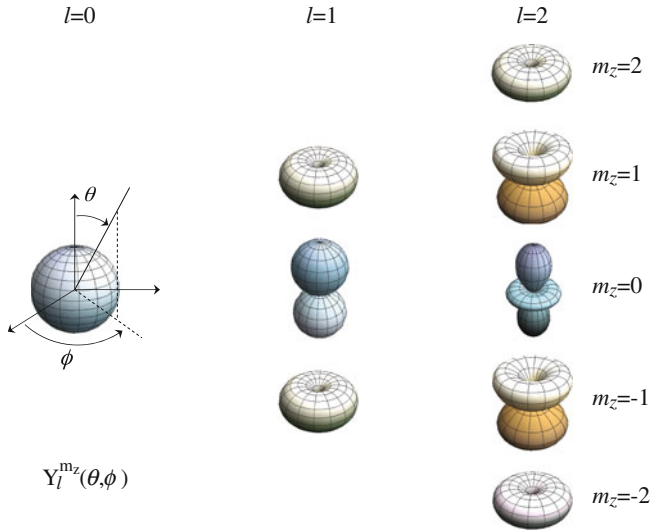 l=0 l=1 l=2
m_z=2
m_z=1
θ
m_z=0
ϕ
m_z=-1
Y_l^{m_z}(θ,ϕ)
m_z=-2